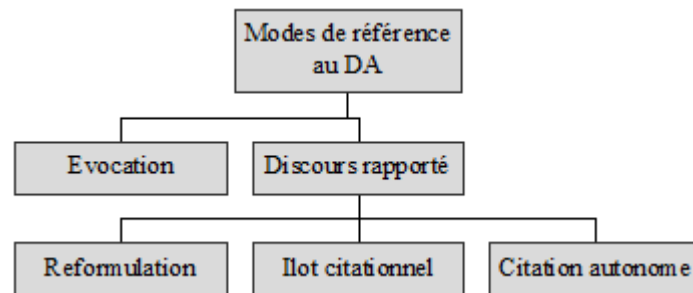 Modes de référence
au DA
Evocation
Discours rapporté
Reformulation
Ilot citationnel
Citation autonome